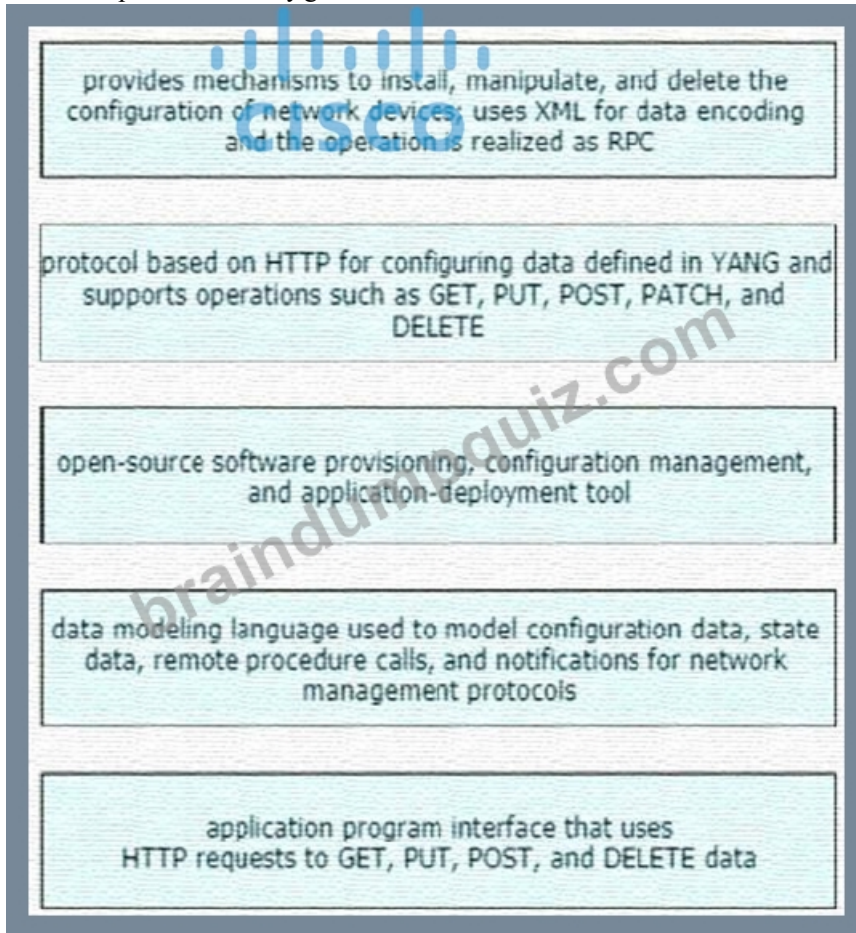 provides mechanisms to install, manipulate, and delete the
configuration of network devices; uses XML for data encoding
and the operation is realized as RPC
cisco
protocol based on HTTP for configuring data defined in YANG and
supports operations such as GET, PUT, POST, PATCH, and
DELETE
open-source software provisioning, configuration management,
and application-deployment tool
braindumpquiz.com
data modeling language used to model configuration data, state
data, remote procedure calls, and notifications for network
management protocols
application program interface that uses
HTTP requests to GET, PUT, POST, and DELETE data